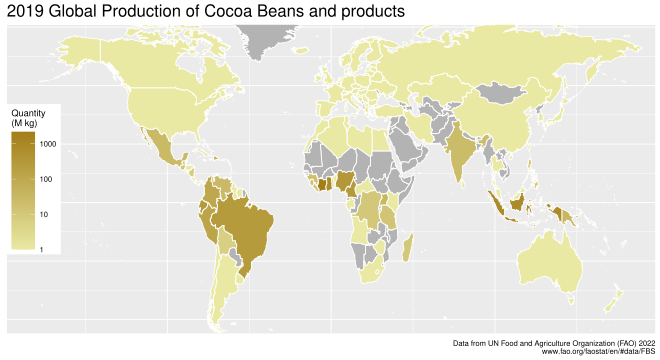 2019 Global Production of Cocoa Beans and products
Quantity
(M kg)
1000
100
10
1
Data from UN Food and Agriculture Organization (FAO) 2022
www.fao.org/faostat/en/#data/FBS